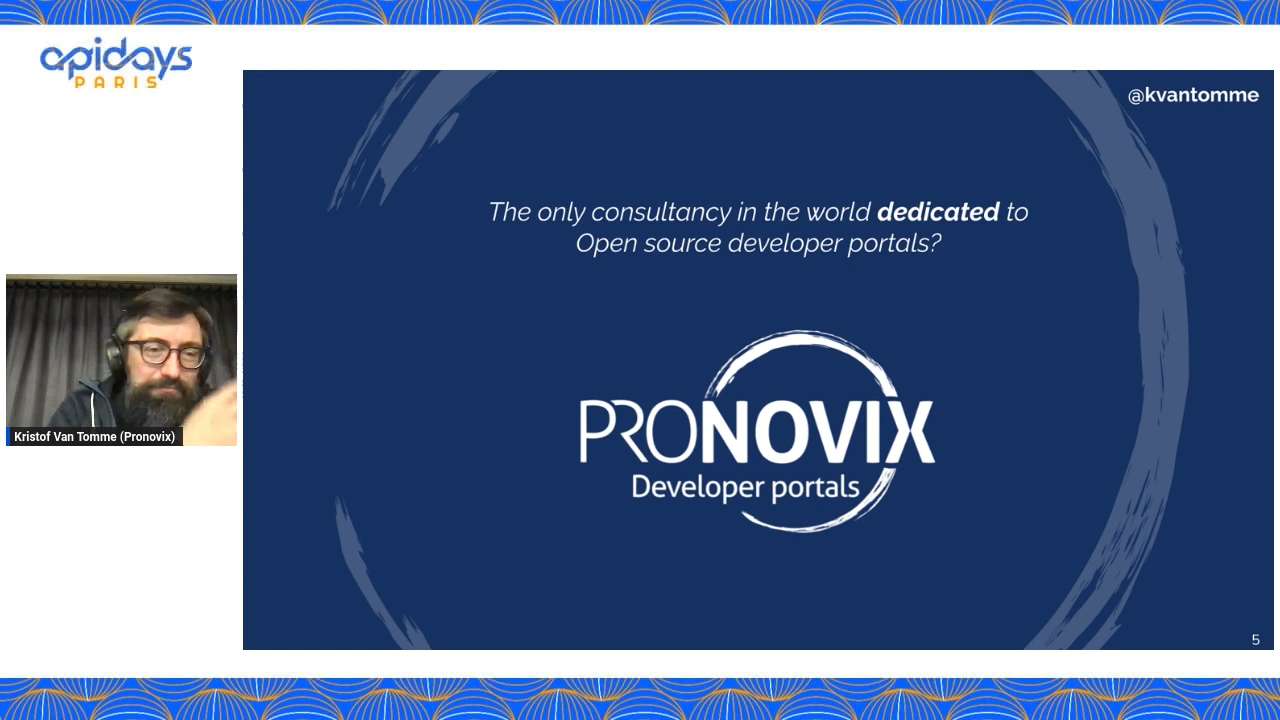 apidays
PARIS
@kvantomme
The only consultancy in the world dedicated to
Open source developer portals?
PRONOVIX
Developer portals
Kristof Van Tomme (Pronovix)
5